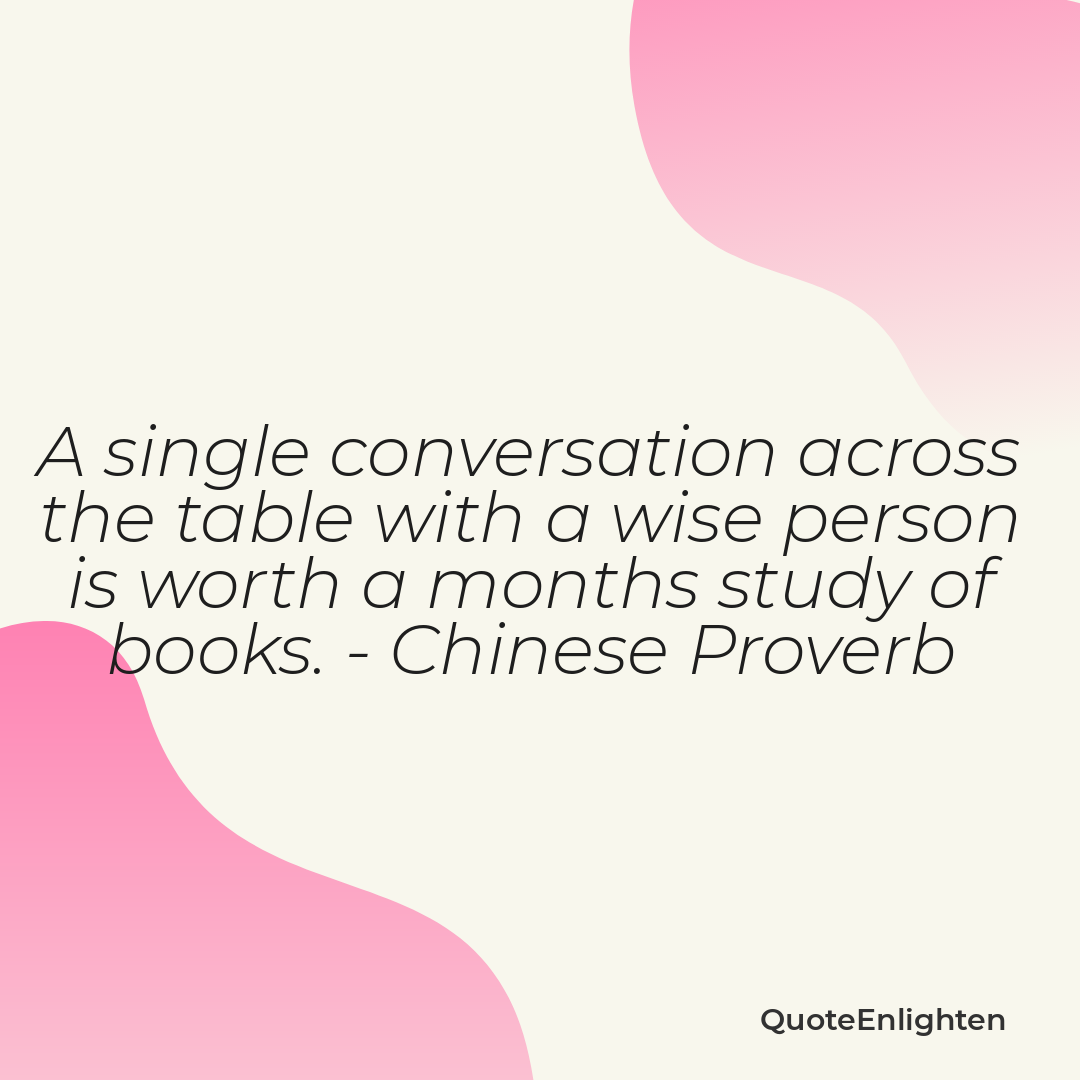 A single conversation across
the table with a wise person
is worth a months study of
books. - Chinese Proverb
QuoteEnlighten